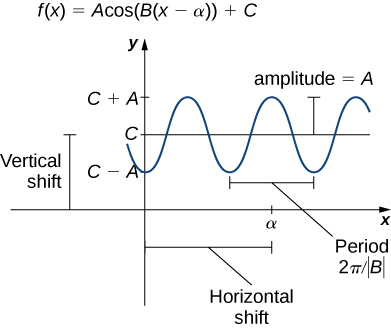 f(x) = Acos(B(x − α)) + C
y
amplitude = A
C + A
C
C − A
Vertical
shift
x
α
Period
2π/|B|
Horizontal
shift